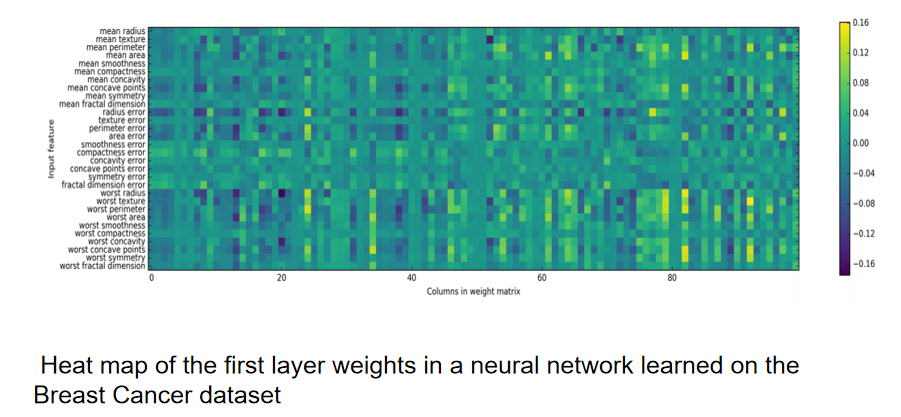 mean radius
mean texture
mean perimeter
mean area
mean smoothness
mean compactness
mean concavity
mean concave points
mean symmetry
mean fractal dimension
radius error
texture error
perimeter error
area error
smoothness error
compactness error
concavity error
concave points error
symmetry error
fractal dimension error
worst radius
worst texture
worst perimeter
worst area
worst smoothness
worst compactness
worst concavity
worst concave points
worst symmetry
worst fractal dimension
Input feature
0 20 40 60 80
Columns in weight matrix
0.16
0.12
0.08
0.04
0.00
−0.04
−0.08
−0.12
−0.16
Heat map of the first layer weights in a neural network learned on the
Breast Cancer dataset